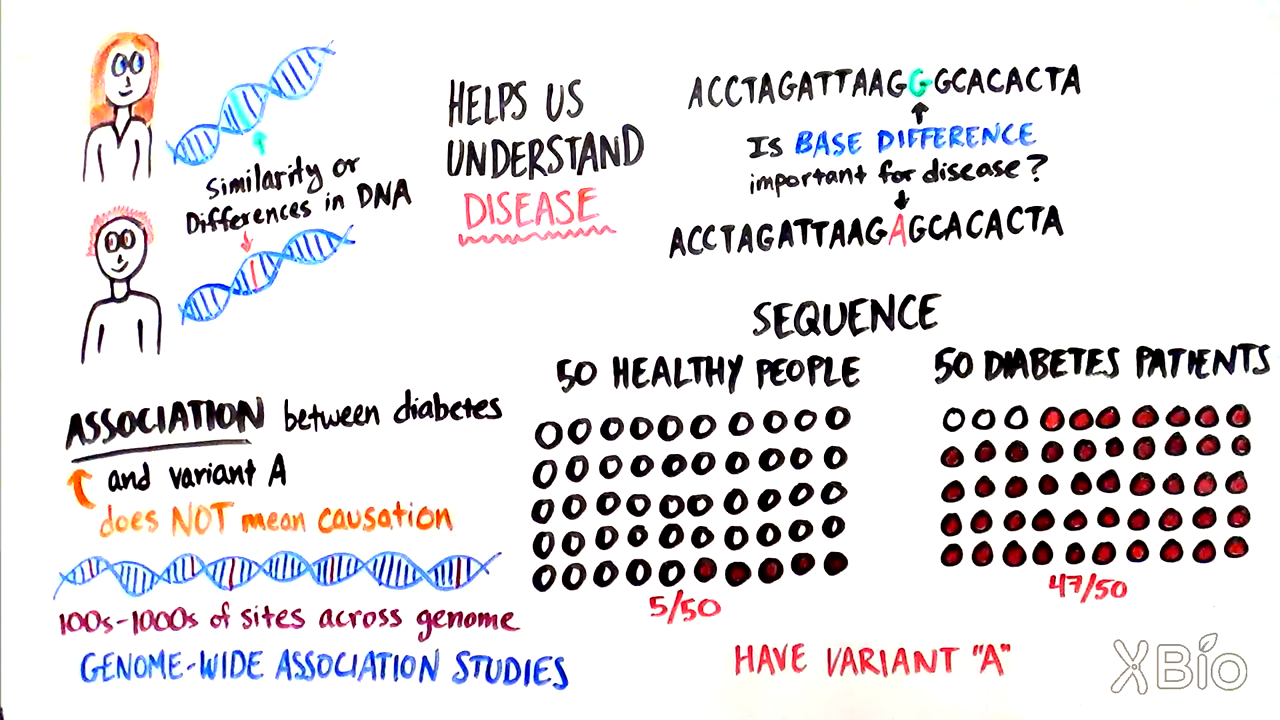 Similarity or
Differences in DNA
HELPS US
UNDERSTAND
DISEASE
ACCTAGATTAAGGGCACACTA
Is BASE DIFFERENCE
important for disease?
ACCTAGATTAAGAGCACACTA
SEQUENCE
50 HEALTHY PEOPLE
5/50
50 DIABETES PATIENTS
47/50
HAVE VARIANT "A"
ASSOCIATION between diabetes
and variant A
does NOT mean causation
100s-1000s of sites across genome
GENOME-WIDE ASSOCIATION STUDIES
XBio